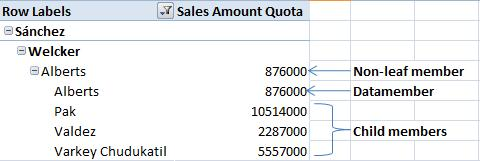 Row Labels Sales Amount Quota
Sánchez
Welcker
Alberts 876000 Non-leaf member
Alberts 876000 Datamember
Pak 10514000
Valdez 2287000 Child members
Varkey Chudukatil 5557000